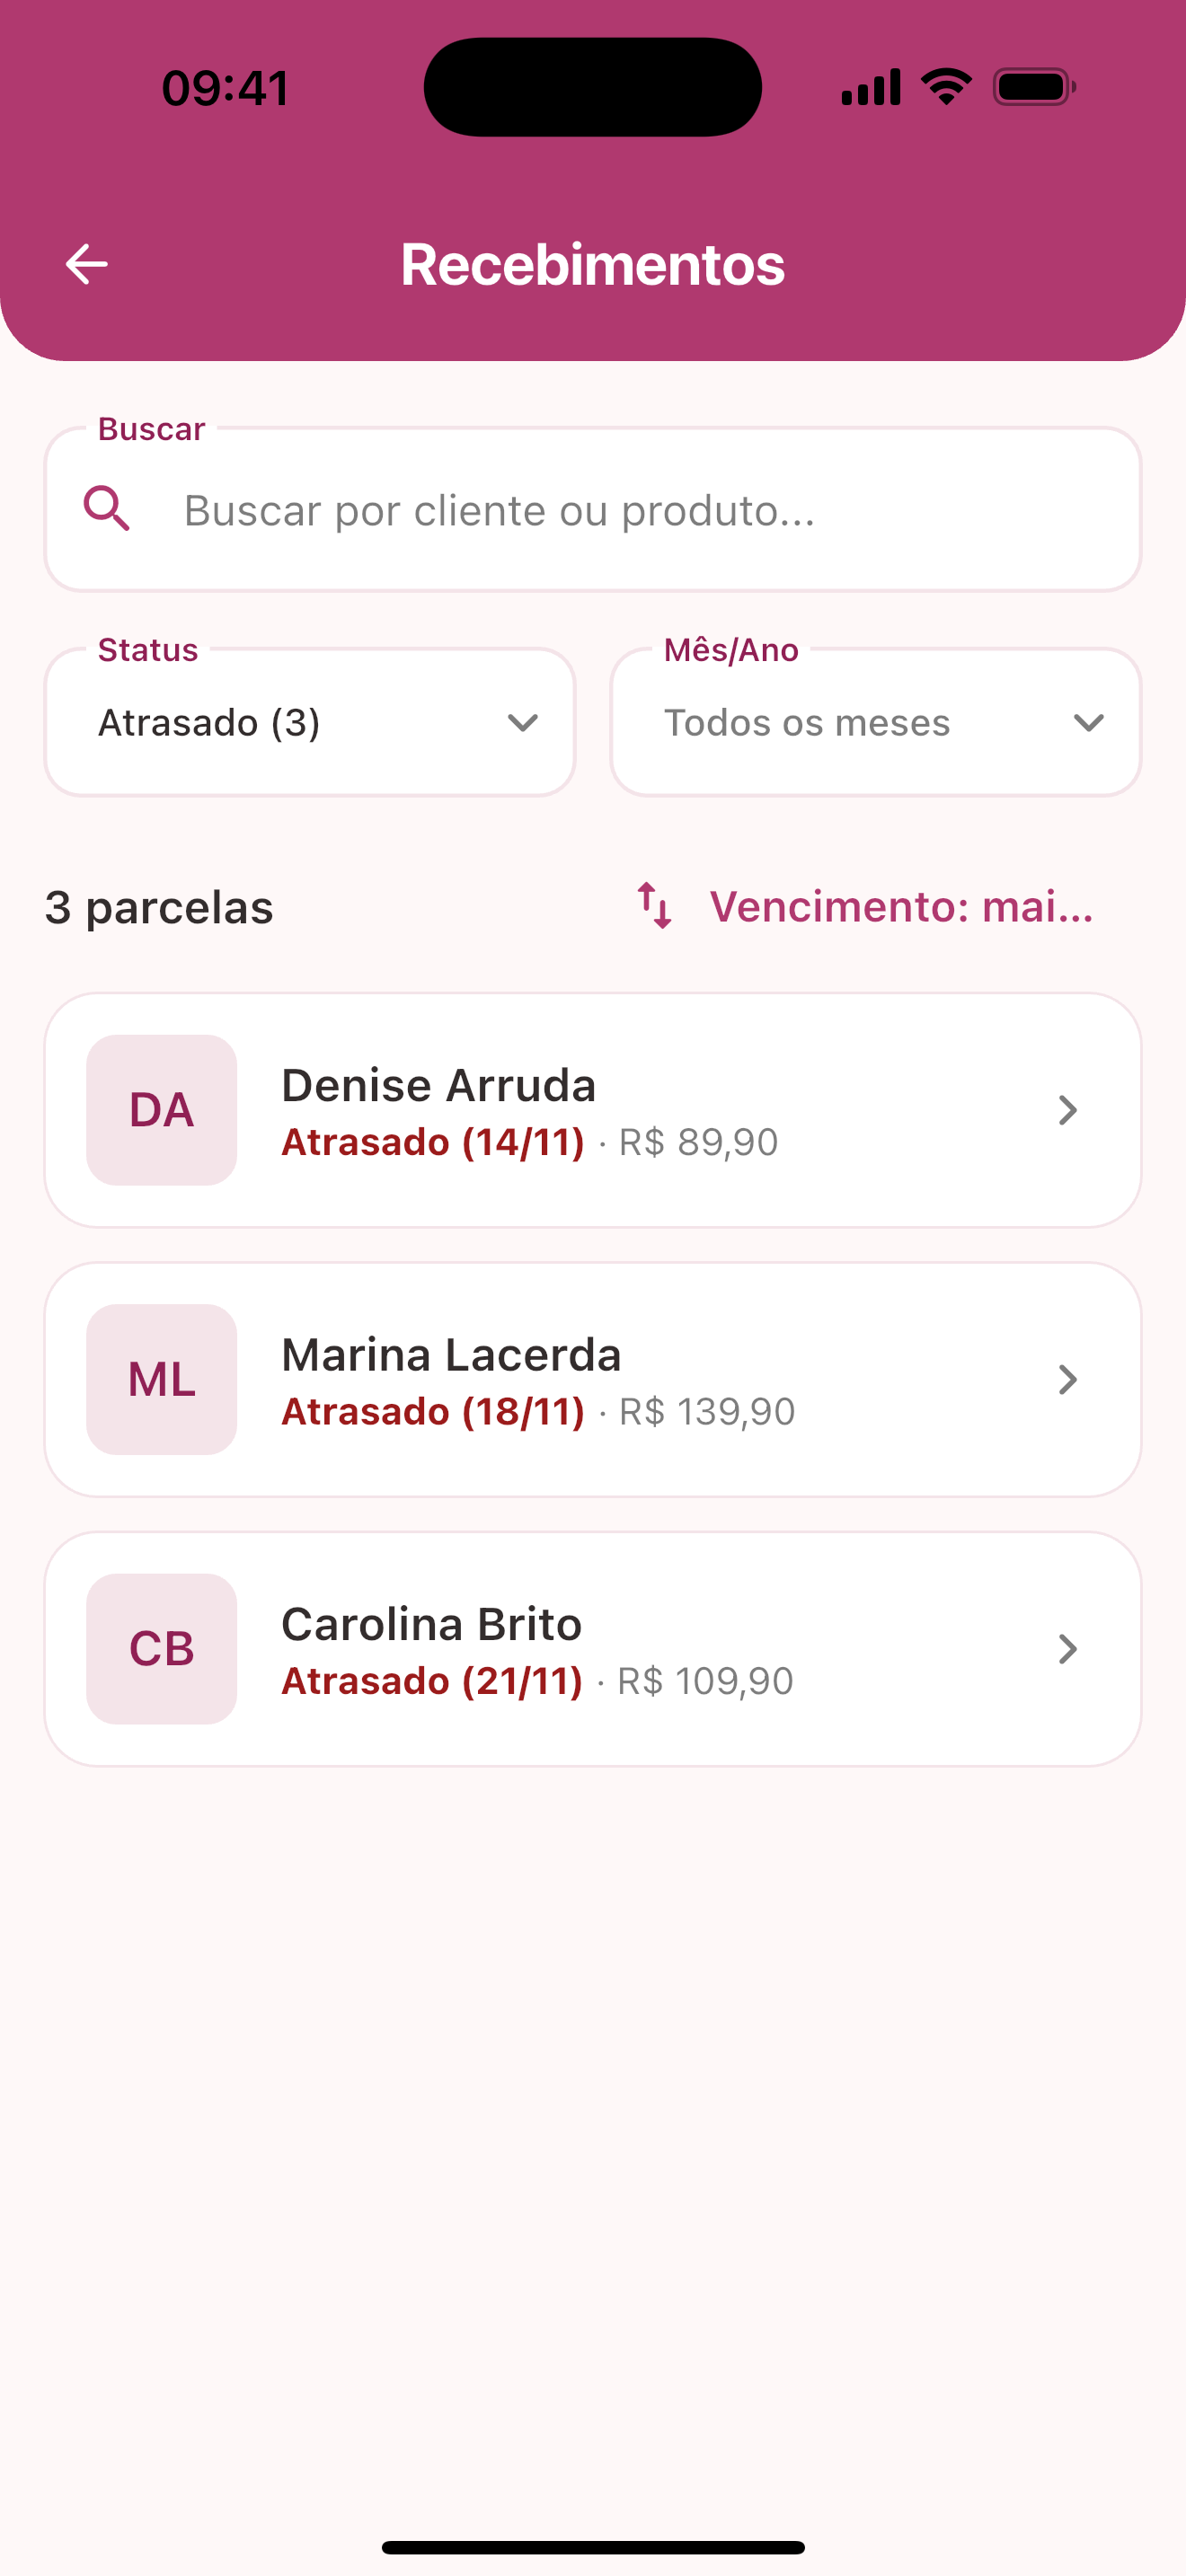 09:41
Recebimentos
Buscar
Buscar por cliente ou produto...
Status
Mês/Ano
Atrasado (3)
Todos os meses
3 parcelas
Vencimento: mai...
DA
Denise Arruda
Atrasado (14/11) · R$ 89,90
ML
Marina Lacerda
Atrasado (18/11) · R$ 139,90
CB
Carolina Brito
Atrasado (21/11) · R$ 109,90